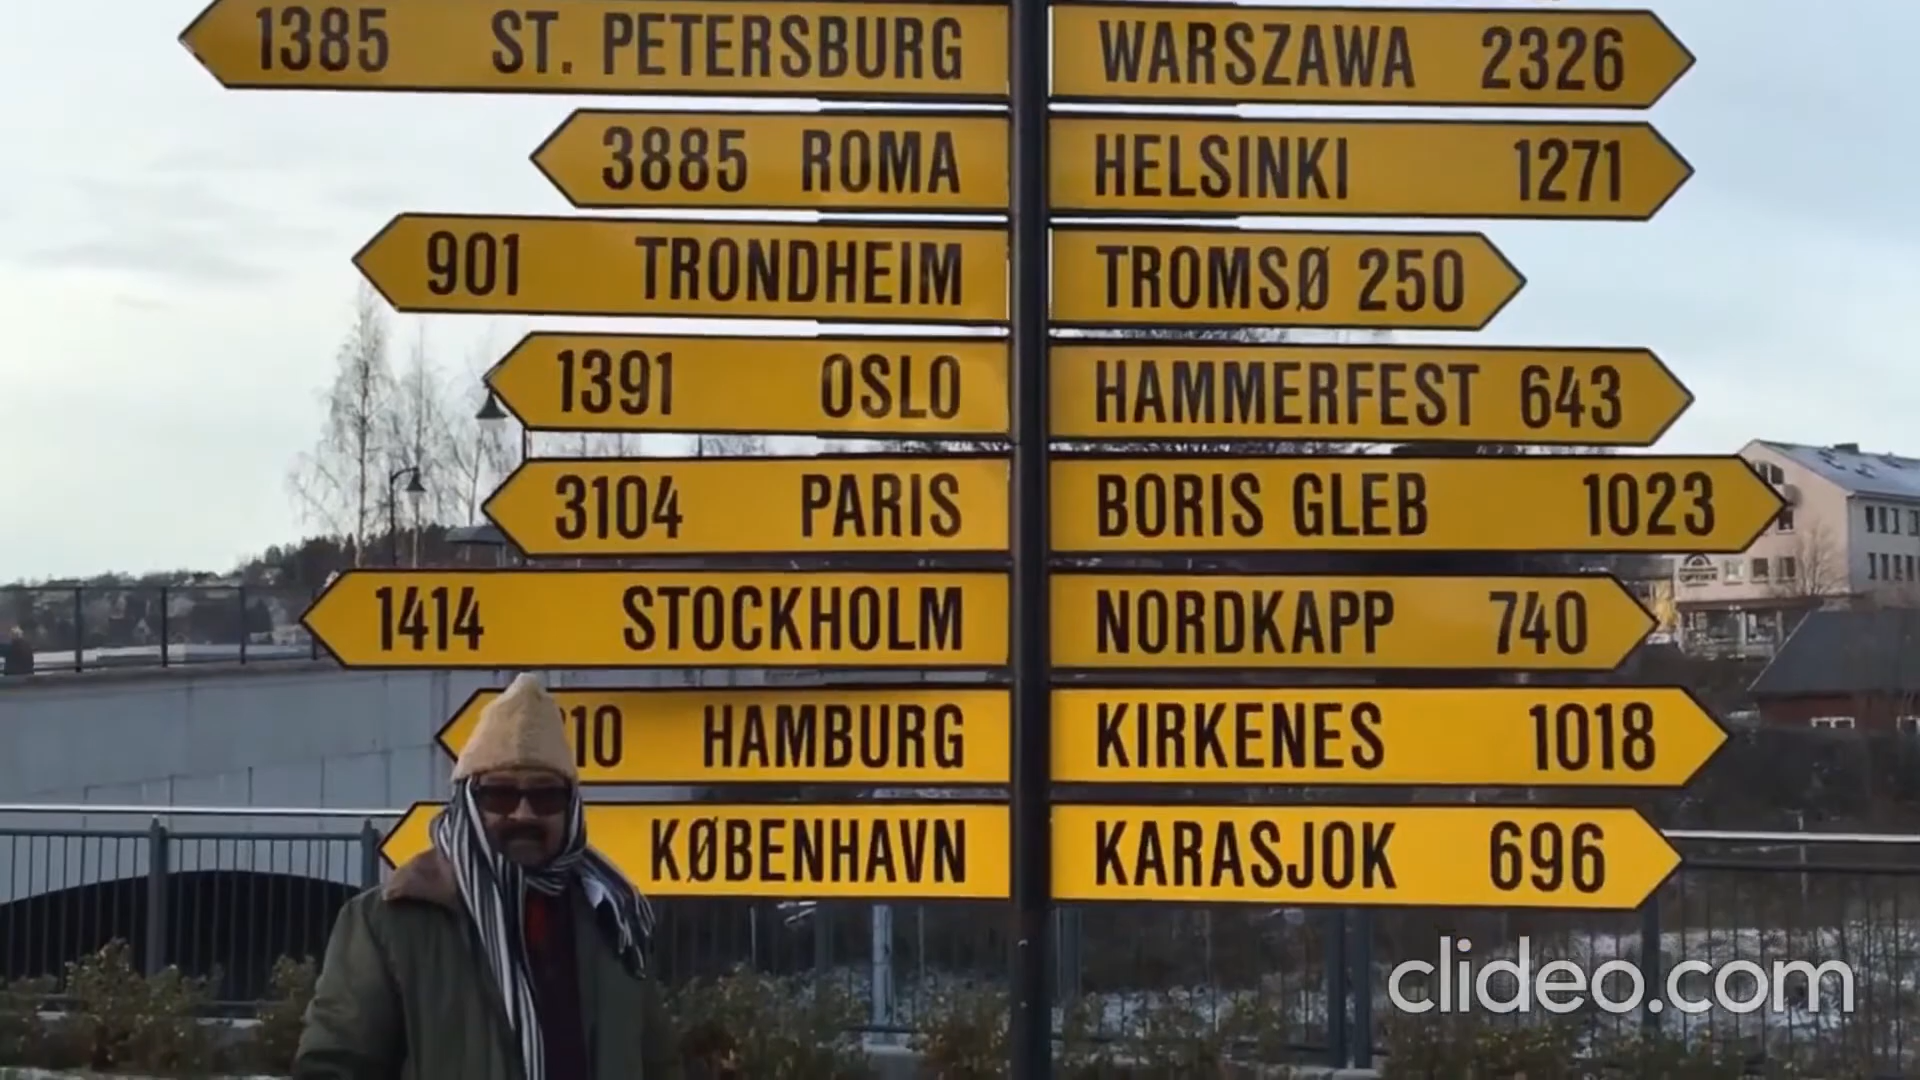 1385 ST. PETERSBURG
WARSZAWA 2326
3885 ROMA
HELSINKI 1271
901 TRONDHEIM
TROMSØ 250
1391 OSLO
HAMMERFEST 643
3104 PARIS
BORIS GLEB 1023
1414 STOCKHOLM
NORDKAPP 740
HAMBURG
KIRKENES 1018
KØBENHAVN
KARASJOK 696
OPTIKK
clideo.com